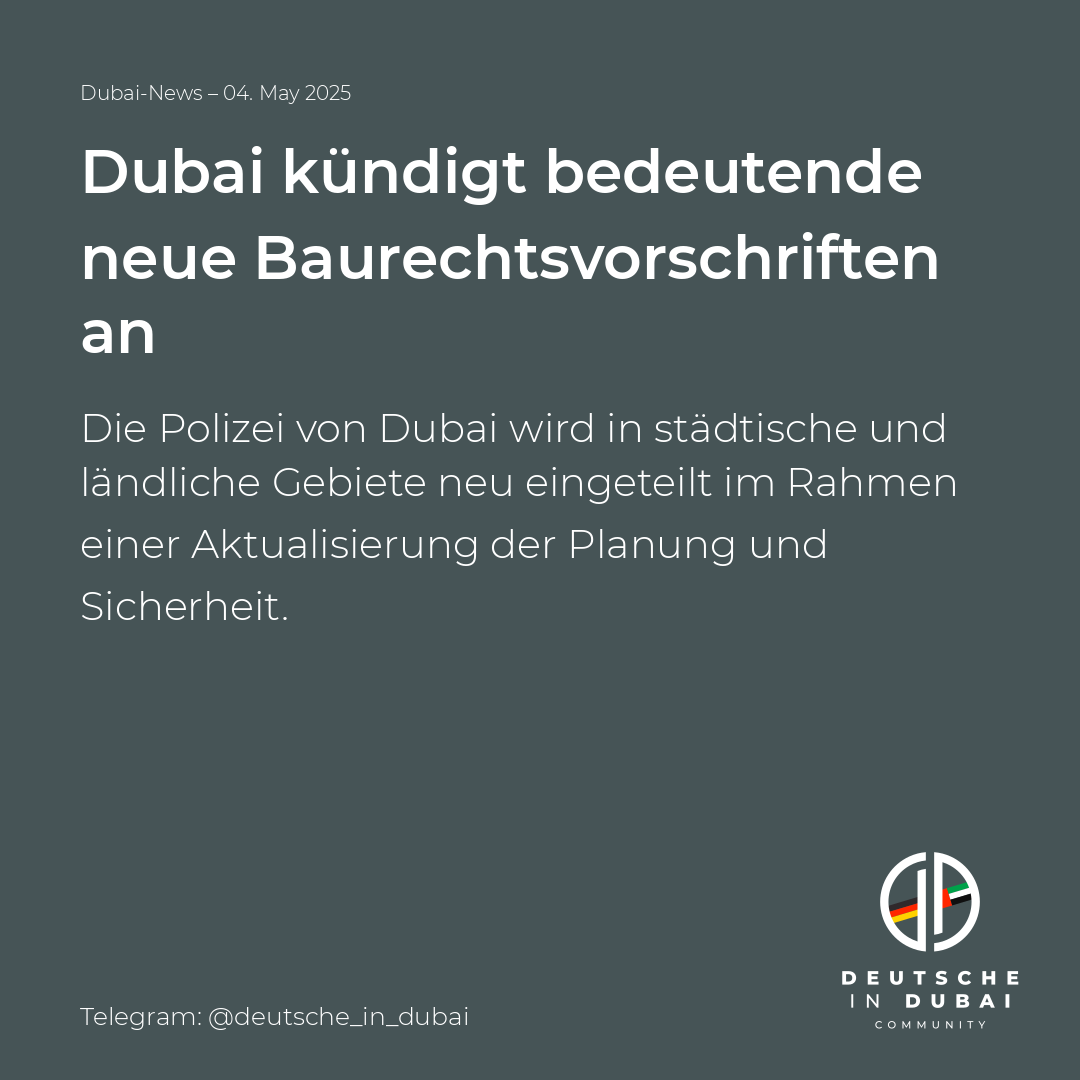 Dubai-News – 04. May 2025
Dubai kündigt bedeutende
neue Baurechtsvorschriften
an
Die Polizei von Dubai wird in städtische und
ländliche Gebiete neu eingeteilt im Rahmen
einer Aktualisierung der Planung und
Sicherheit.
DEUTSCHE
IN DUBAI
COMMUNITY
Telegram: @deutsche_in_dubai